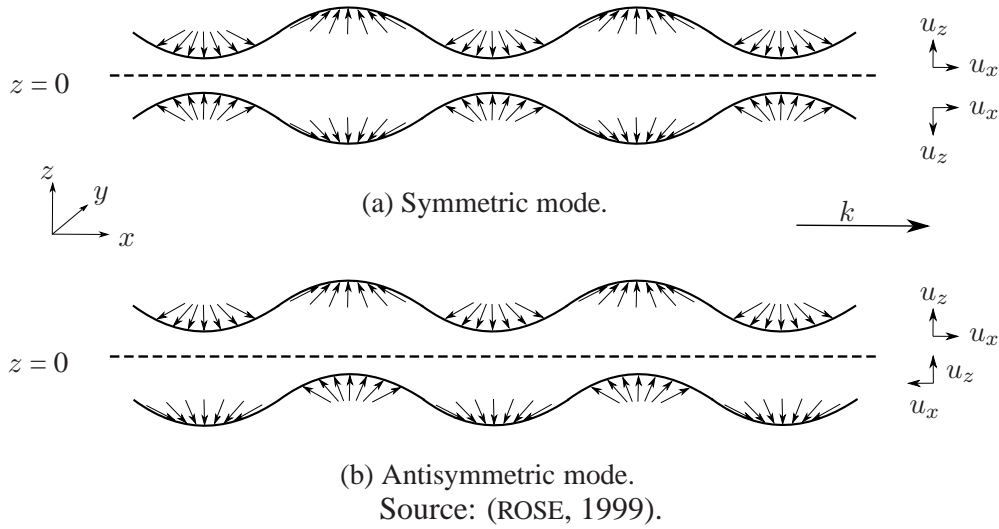 u_z
u_x
z = 0
u_x
u_z
(a) Symmetric mode.
z
y
x
k
u_z
u_x
z = 0
u_z
u_x
(b) Antisymmetric mode.
Source: (ROSE, 1999).